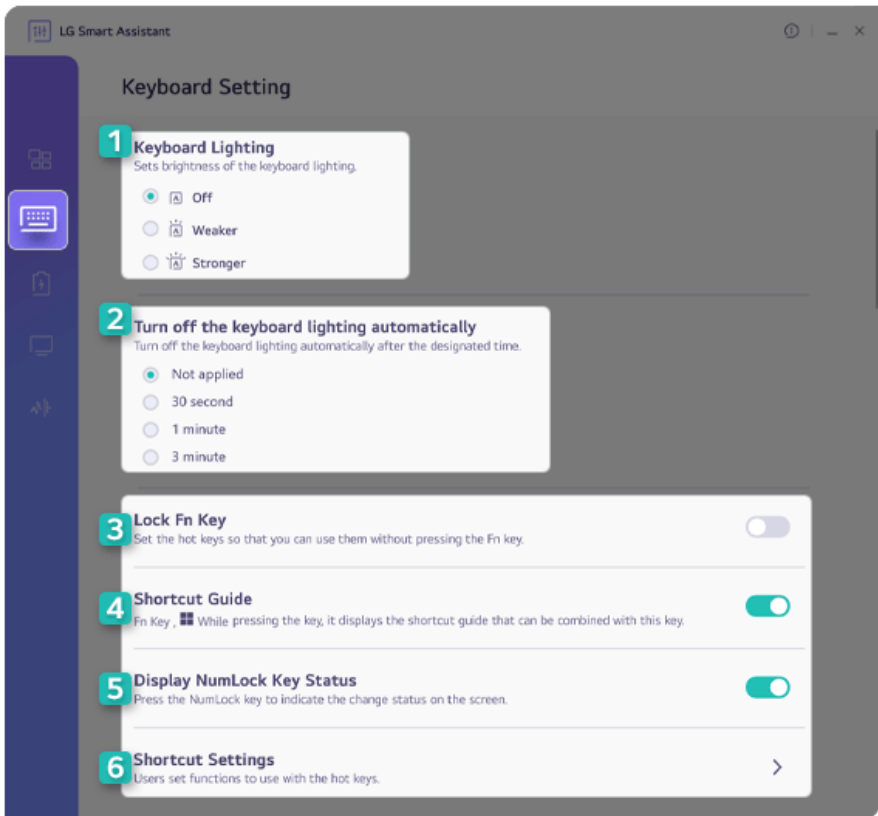 LG Smart Assistant
Keyboard Setting
1
Keyboard Lighting
Sets brightness of the keyboard lighting.
A Off
A Weaker
A Stronger
2
Turn off the keyboard lighting automatically
Turn off the keyboard lighting automatically after the designated time.
Not applied
30 second
1 minute
3 minute
3
Lock Fn Key
Set the hot keys so that you can use them without pressing the Fn key.
4
Shortcut Guide
Fn Key , While pressing the key, it displays the shortcut guide that can be combined with this key.
5
Display NumLock Key Status
Press the NumLock key to indicate the change status on the screen.
6
Shortcut Settings
Users set functions to use with the hot keys.